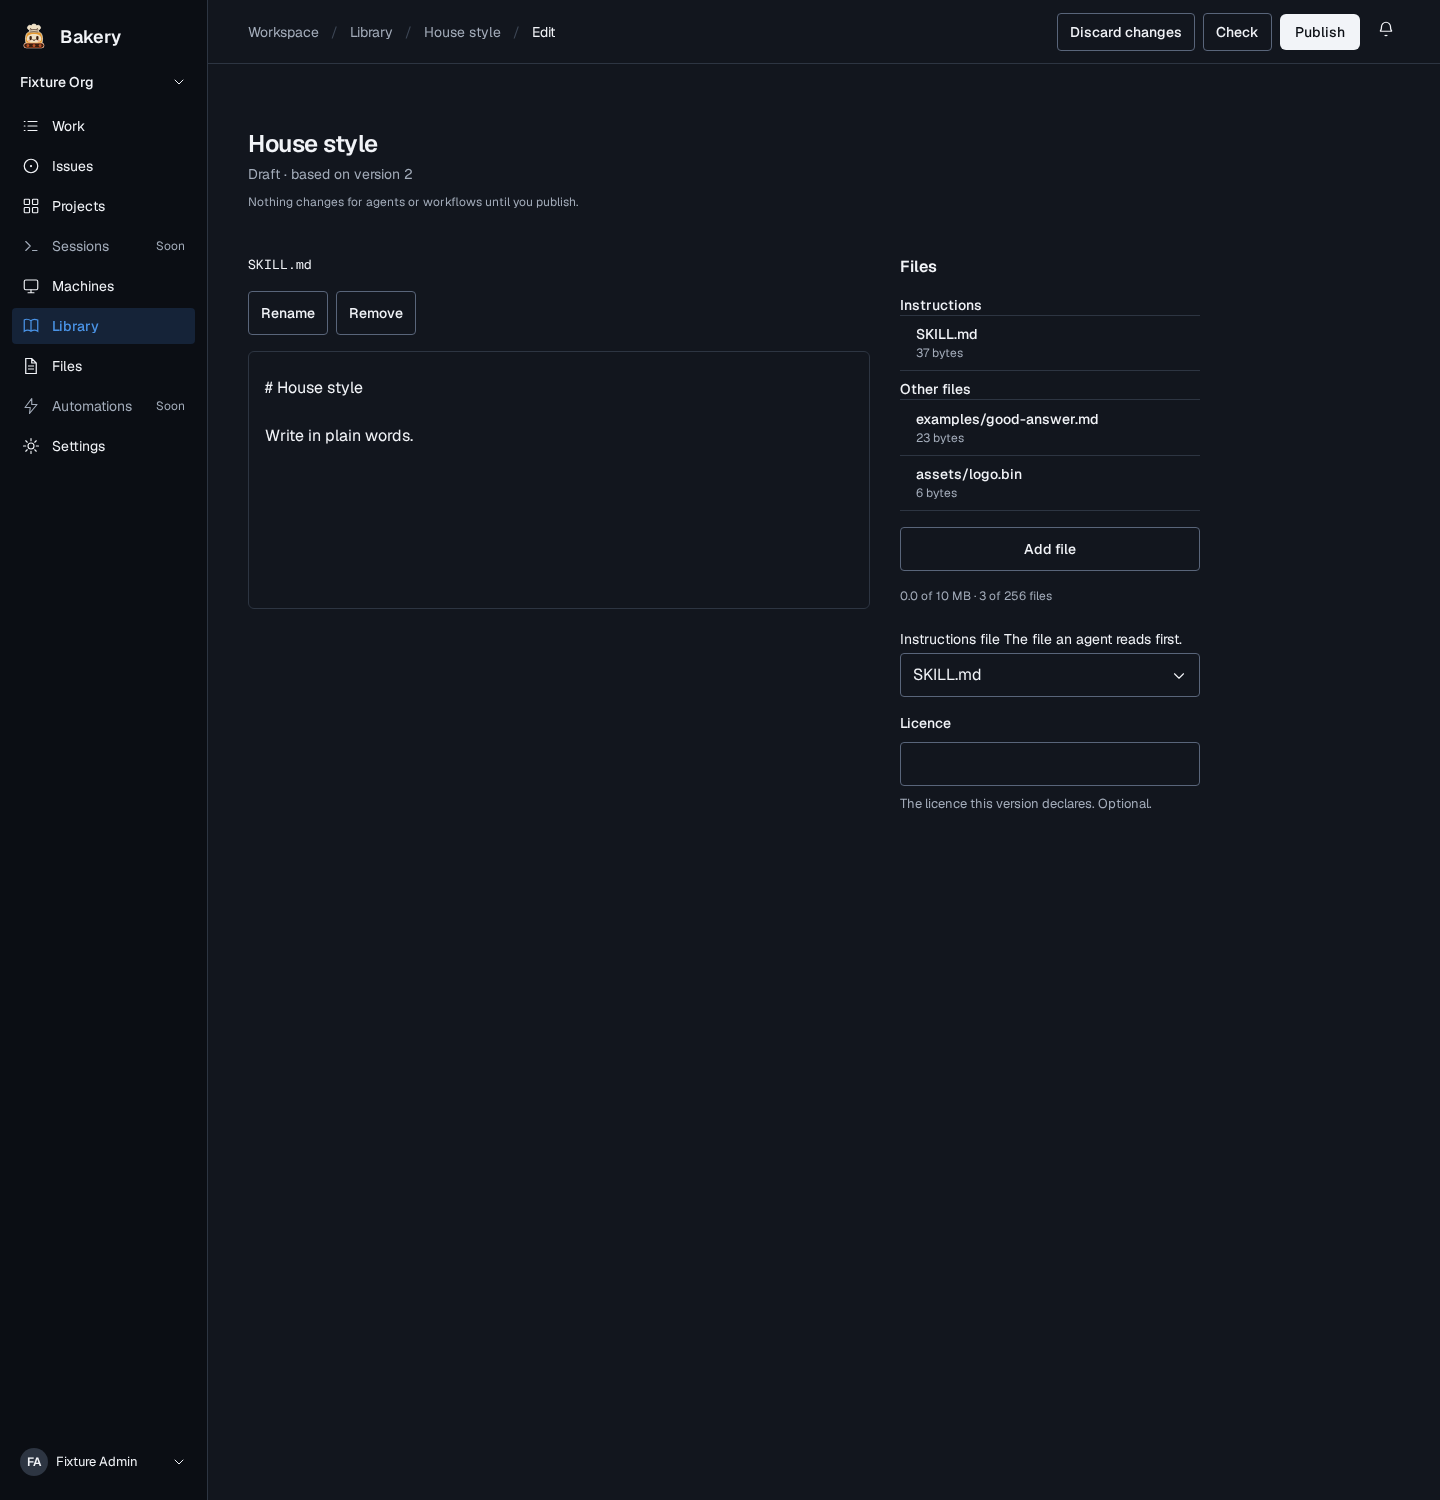 Bakery
Fixture Org
Work
Issues
Projects
Sessions Soon
Machines
Library
Files
Automations Soon
Settings
FA Fixture Admin
Workspace / Library / House style / Edit
Discard changes Check Publish
House style
Draft · based on version 2
Nothing changes for agents or workflows until you publish.
SKILL.md
Rename Remove
# House style
Write in plain words.
Files
Instructions
SKILL.md
37 bytes
Other files
examples/good-answer.md
23 bytes
assets/logo.bin
6 bytes
Add file
0.0 of 10 MB · 3 of 256 files
Instructions file The file an agent reads first.
SKILL.md
Licence
The licence this version declares. Optional.